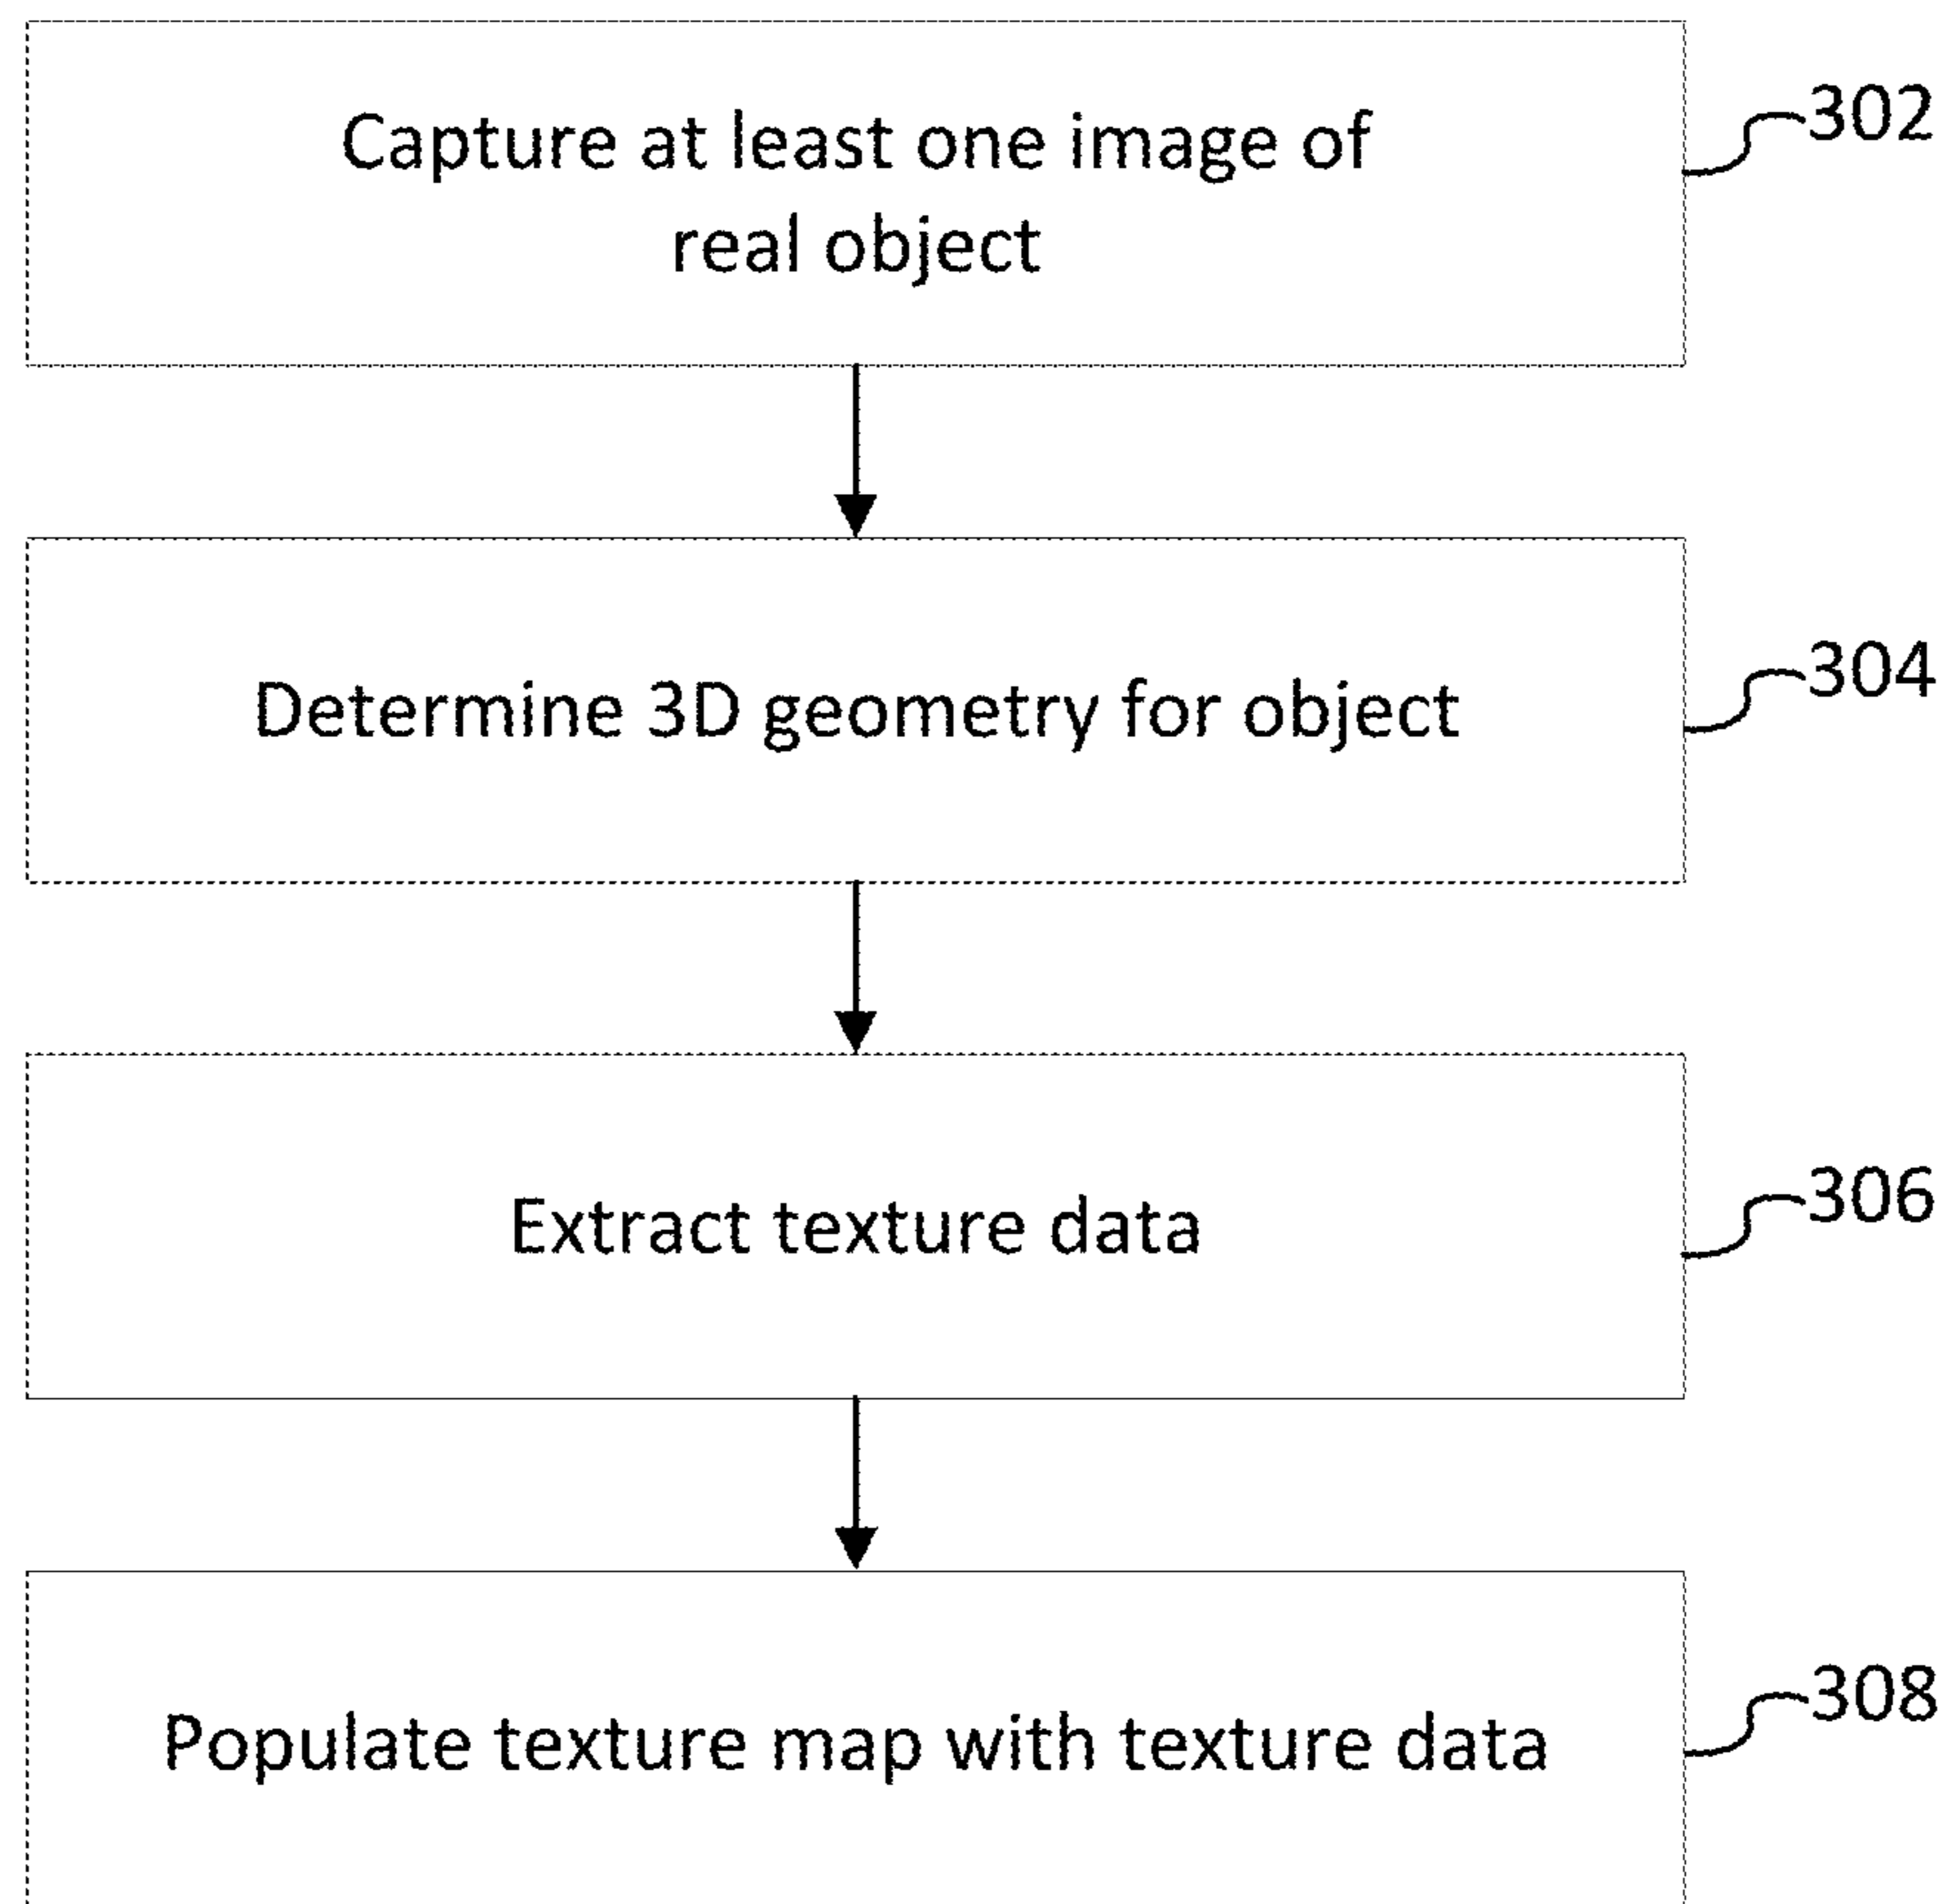 Capture at least one image of
real object
302
Determine 3D geometry for object
304
Extract texture data
306
Populate texture map with texture data
308